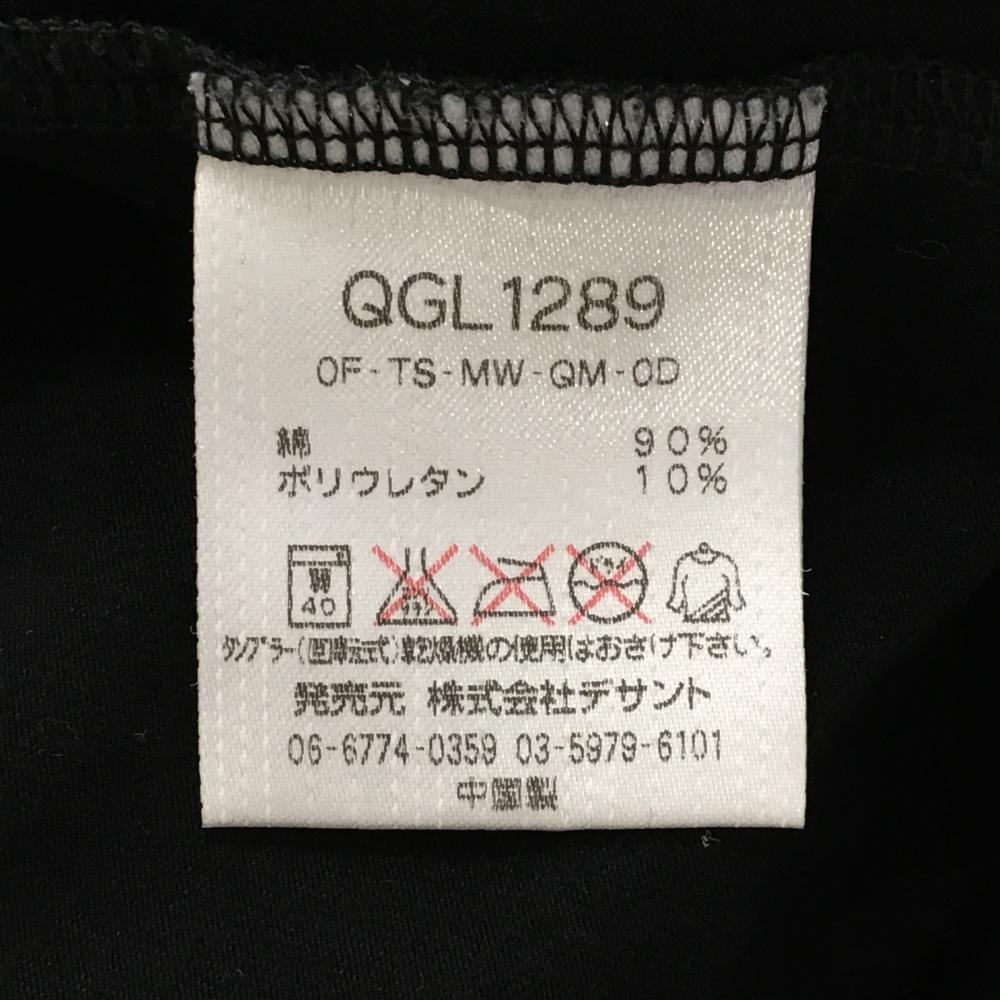 QGL1289
OF-TS-MW-QM-OD
綿 90%
ポリウレタン 10%
40
タンブラー(回転式)乾燥機の使用はおさけ下さい。
発売元 株式会社デサント
06-6774-0359 03-5979-6101
中国製